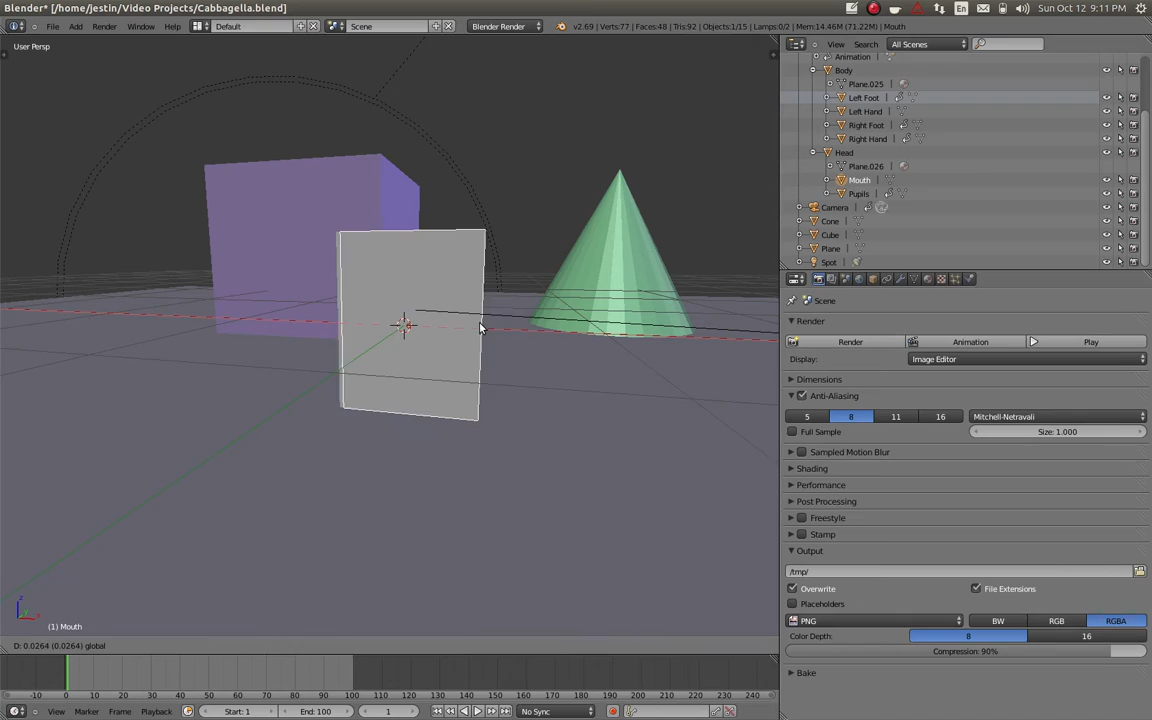 Blender* [/home/jestin/Video Projects/Cabbagella.blend]
En
Sun Oct 12 9:11 PM
File Add Render Window Help
Default
Scene
Blender Render
v2.69 | Verts:77 | Faces:48 | Tris:92 | Objects:1/15 | Lamps:0/2 | Mem:14.46M (71.22M) | Mouth
User Persp
View Search All Scenes
Animation
Body
Plane.025
Left Foot
Left Hand
Right Foot
Right Hand
Head
Plane.026
Mouth
Pupils
Camera
Cone
Cube
Plane
Spot
Scene
Render
Render
Animation
Play
Display:
Image Editor
Dimensions
Anti-Aliasing
5 8 11 16
Mitchell-Netravali
Full Sample
Size: 1.000
Sampled Motion Blur
Shading
Performance
Post Processing
Freestyle
Stamp
Output
/tmp/
Overwrite
File Extensions
Placeholders
PNG
BW RGB RGBA
Color Depth:
8 16
Compression: 90%
Bake
z
y
x
(1) Mouth
D: 0.0264 (0.0264) global
-10 0 10 20 30 40 50 60 70 80 90 100 110 120 130 140 150 160 170 180 190 200 210 220 230 240
View Marker Frame Playback
Start: 1
End: 100
1
No Sync